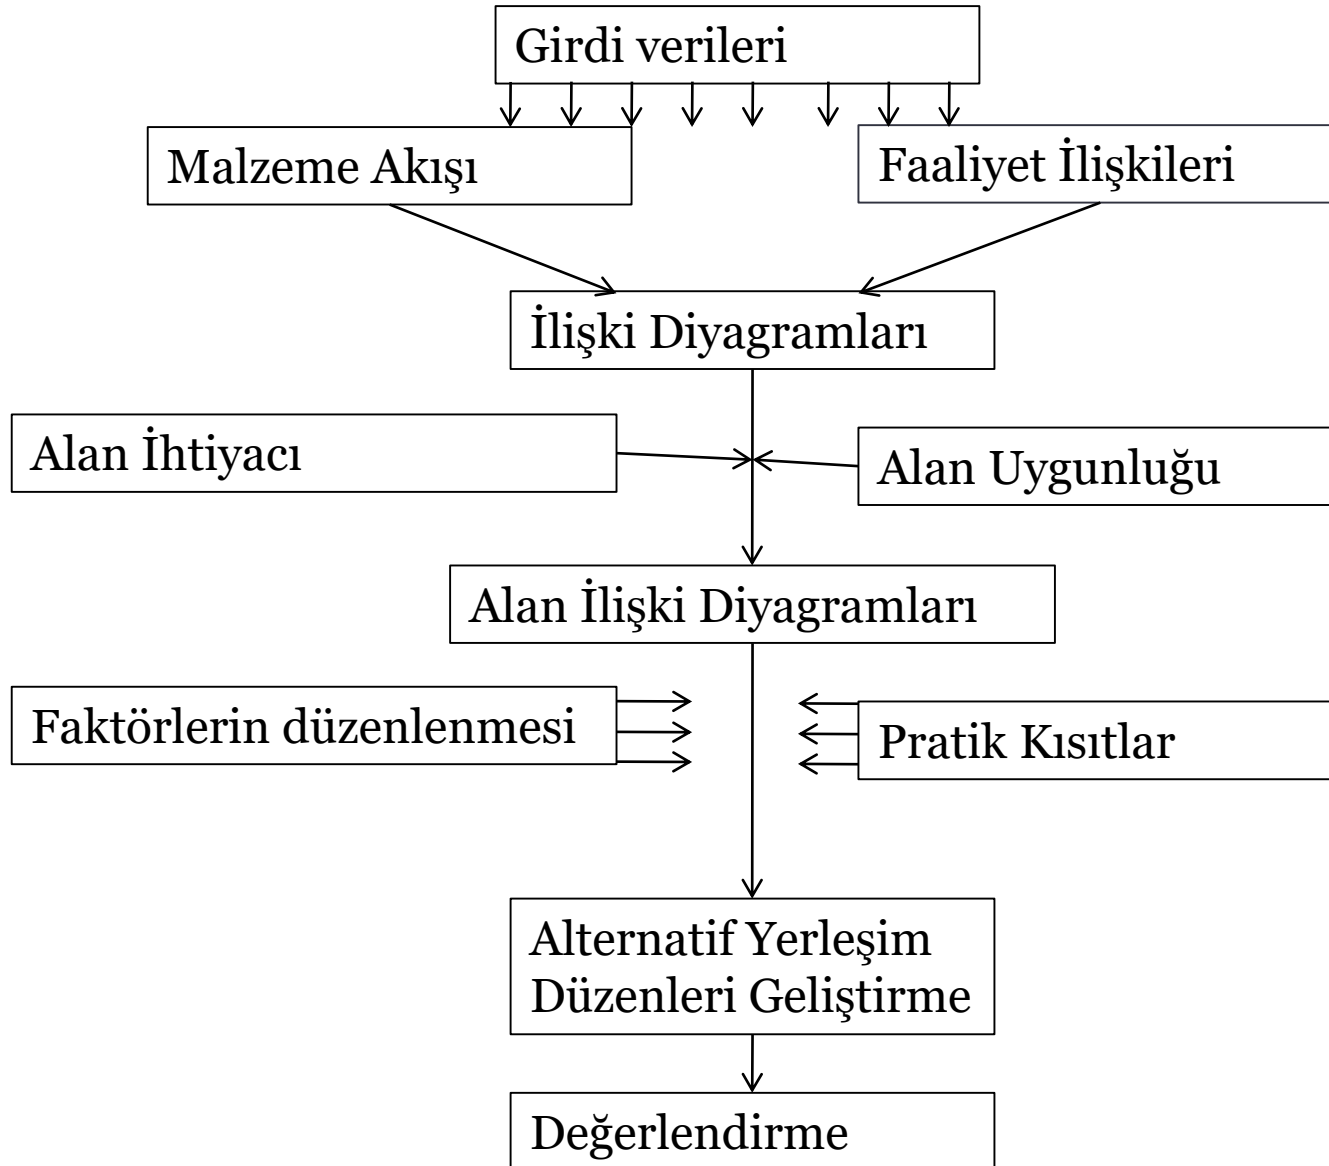 Girdi verileri
Malzeme Akışı
Faaliyet İlişkileri
İlişki Diyagramları
Alan İhtiyacı
Alan Uygunluğu
Alan İlişki Diyagramları
Faktörlerin düzenlenmesi
Pratik Kısıtlar
Alternatif Yerleşim
Düzenleri Geliştirme
Değerlendirme